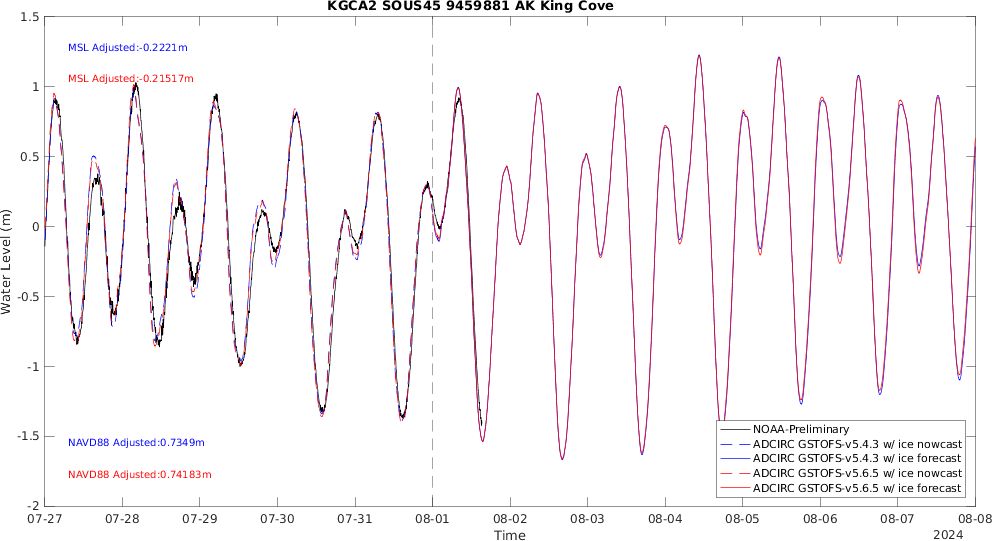 KGCA2 SOUS45 9459881 AK King Cove
1.5
1
0.5
0
-0.5
-1
-1.5
-2
Water Level (m)
MSL Adjusted:-0.2221m
MSL Adjusted:-0.21517m
NAVD88 Adjusted:0.7349m
NAVD88 Adjusted:0.74183m
NOAA-Preliminary
ADCIRC GSTOFS-v5.4.3 w/ ice nowcast
ADCIRC GSTOFS-v5.4.3 w/ ice forecast
ADCIRC GSTOFS-v5.6.5 w/ ice nowcast
ADCIRC GSTOFS-v5.6.5 w/ ice forecast
07-27 07-28 07-29 07-30 07-31 08-01 08-02 08-03 08-04 08-05 08-06 08-07 08-08
Time
2024